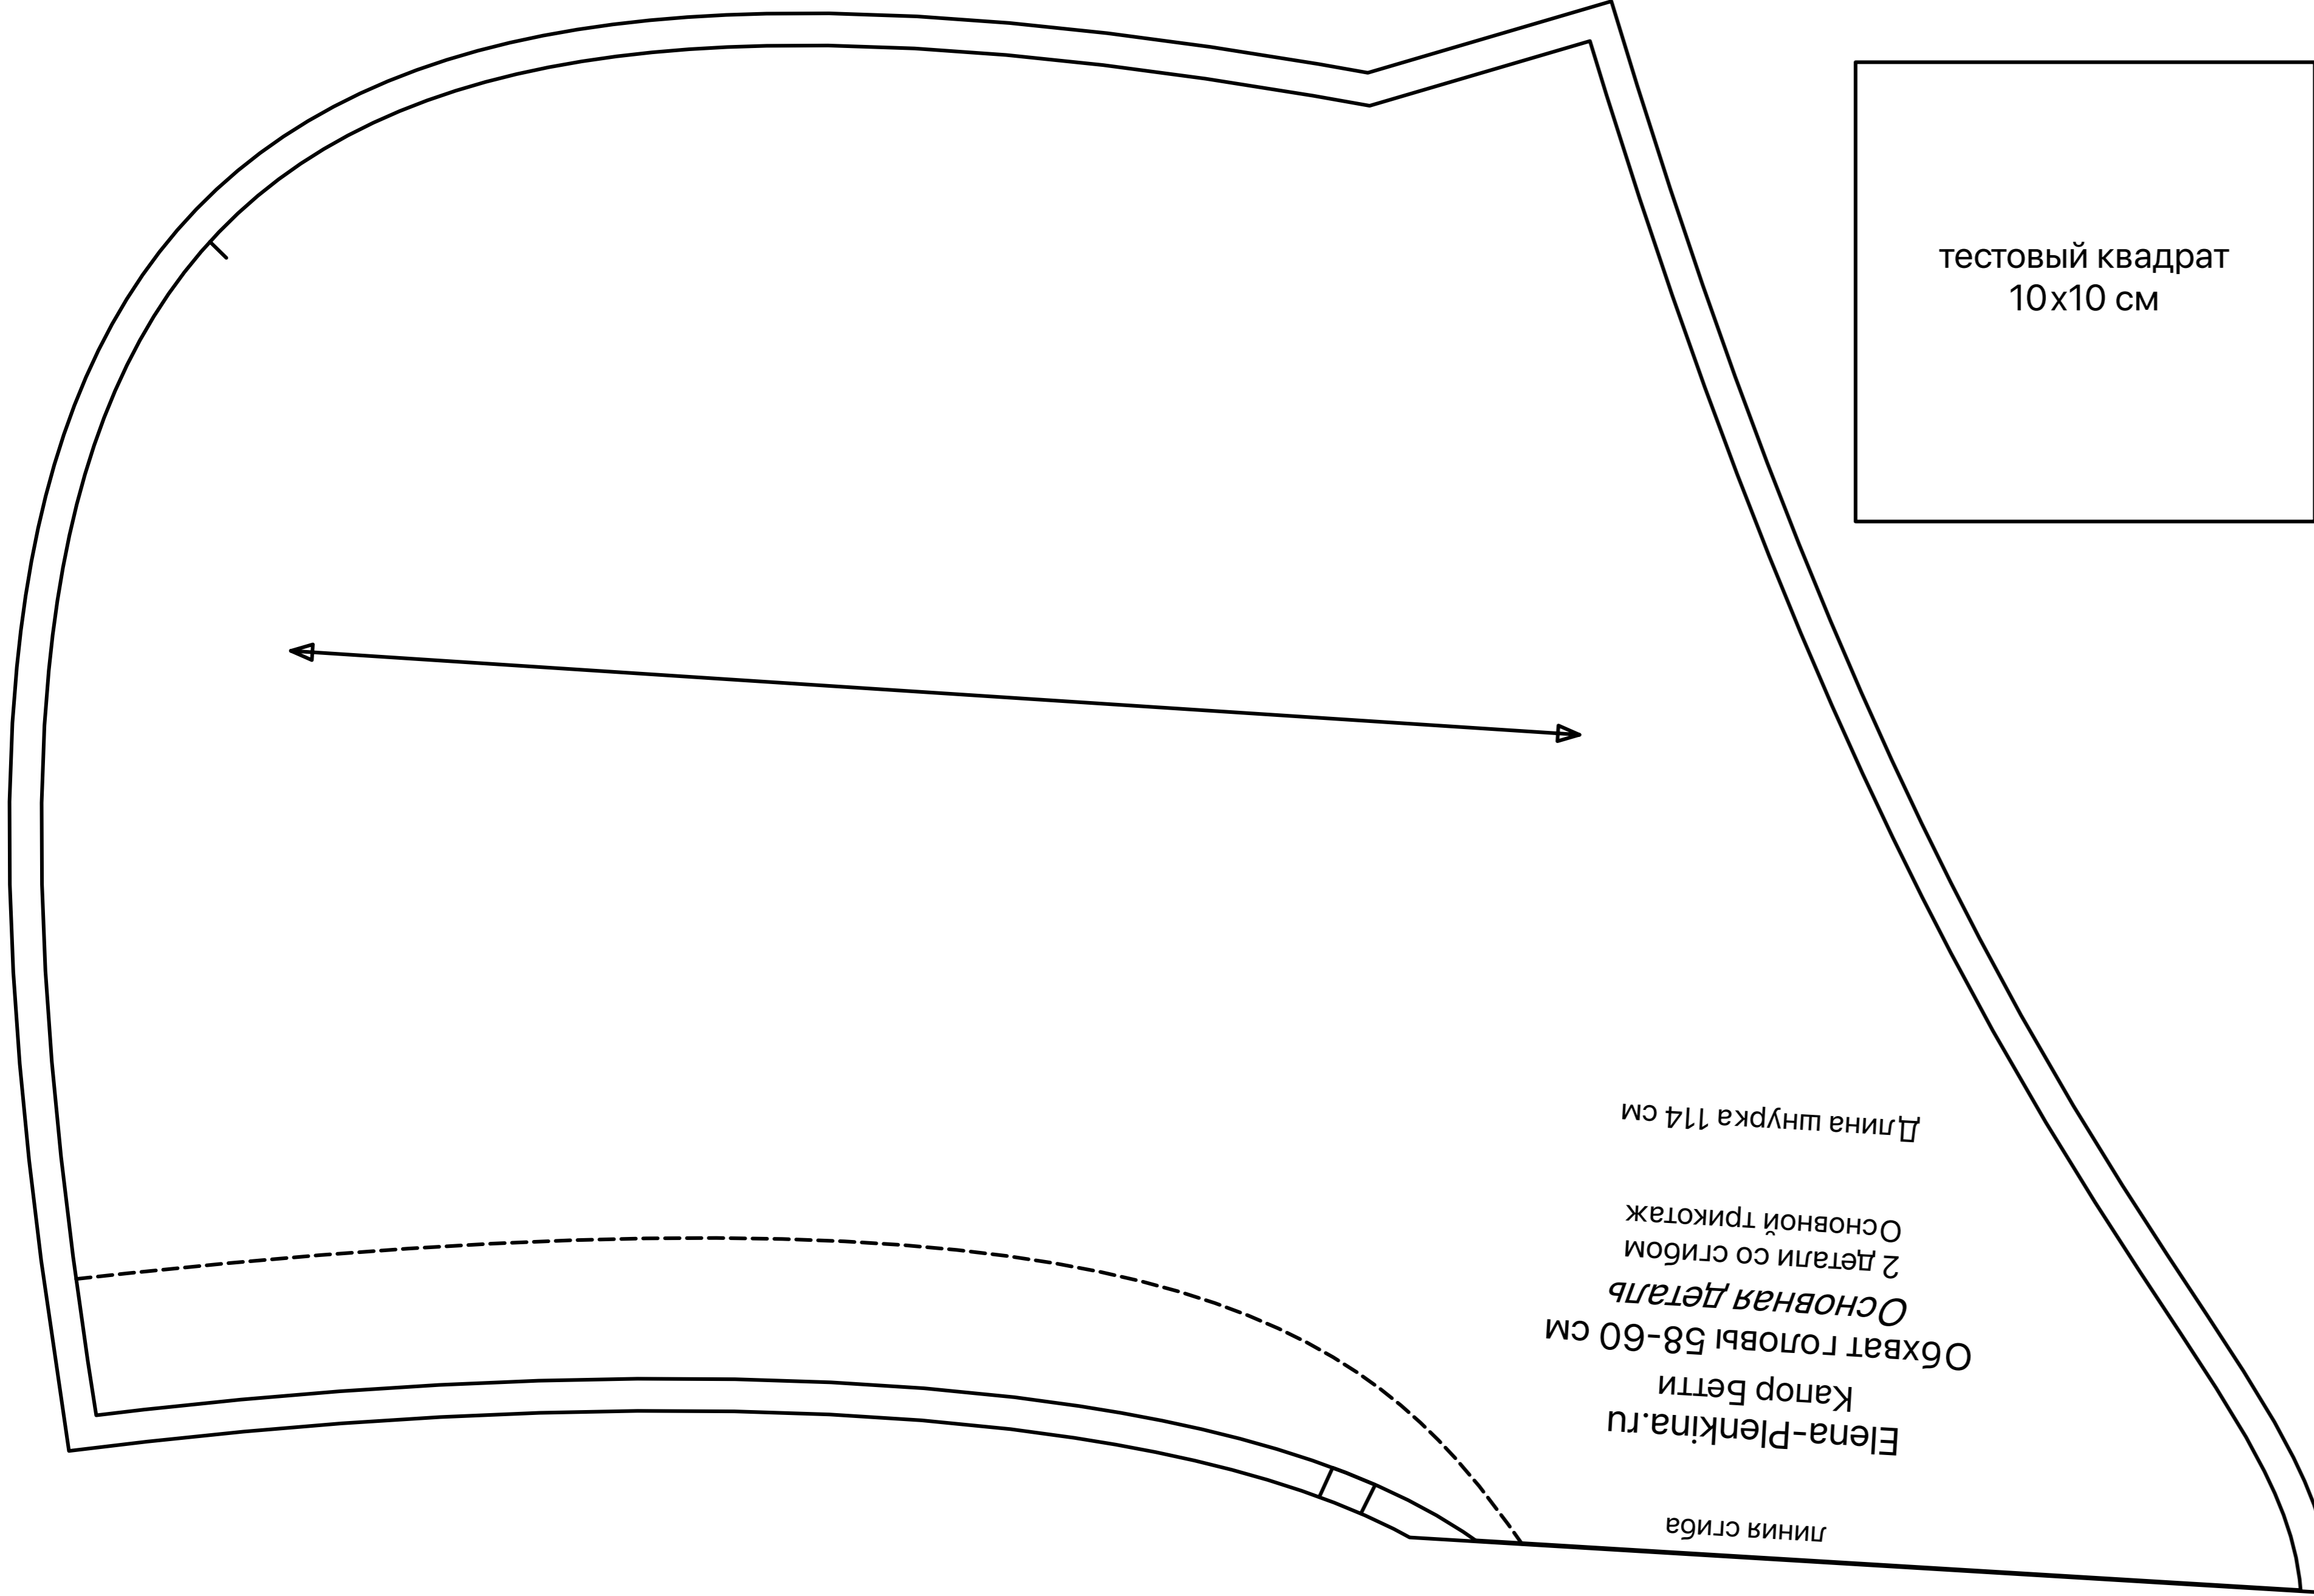 тестовый квадрат
10х10 см
линия сгиба
Elena-Plenkina.ru
Капор Бетти
Обхват головы 58-60 см
Основная деталь
2 детали со сгибом
Основной трикотаж
Длина шнурка 114 см